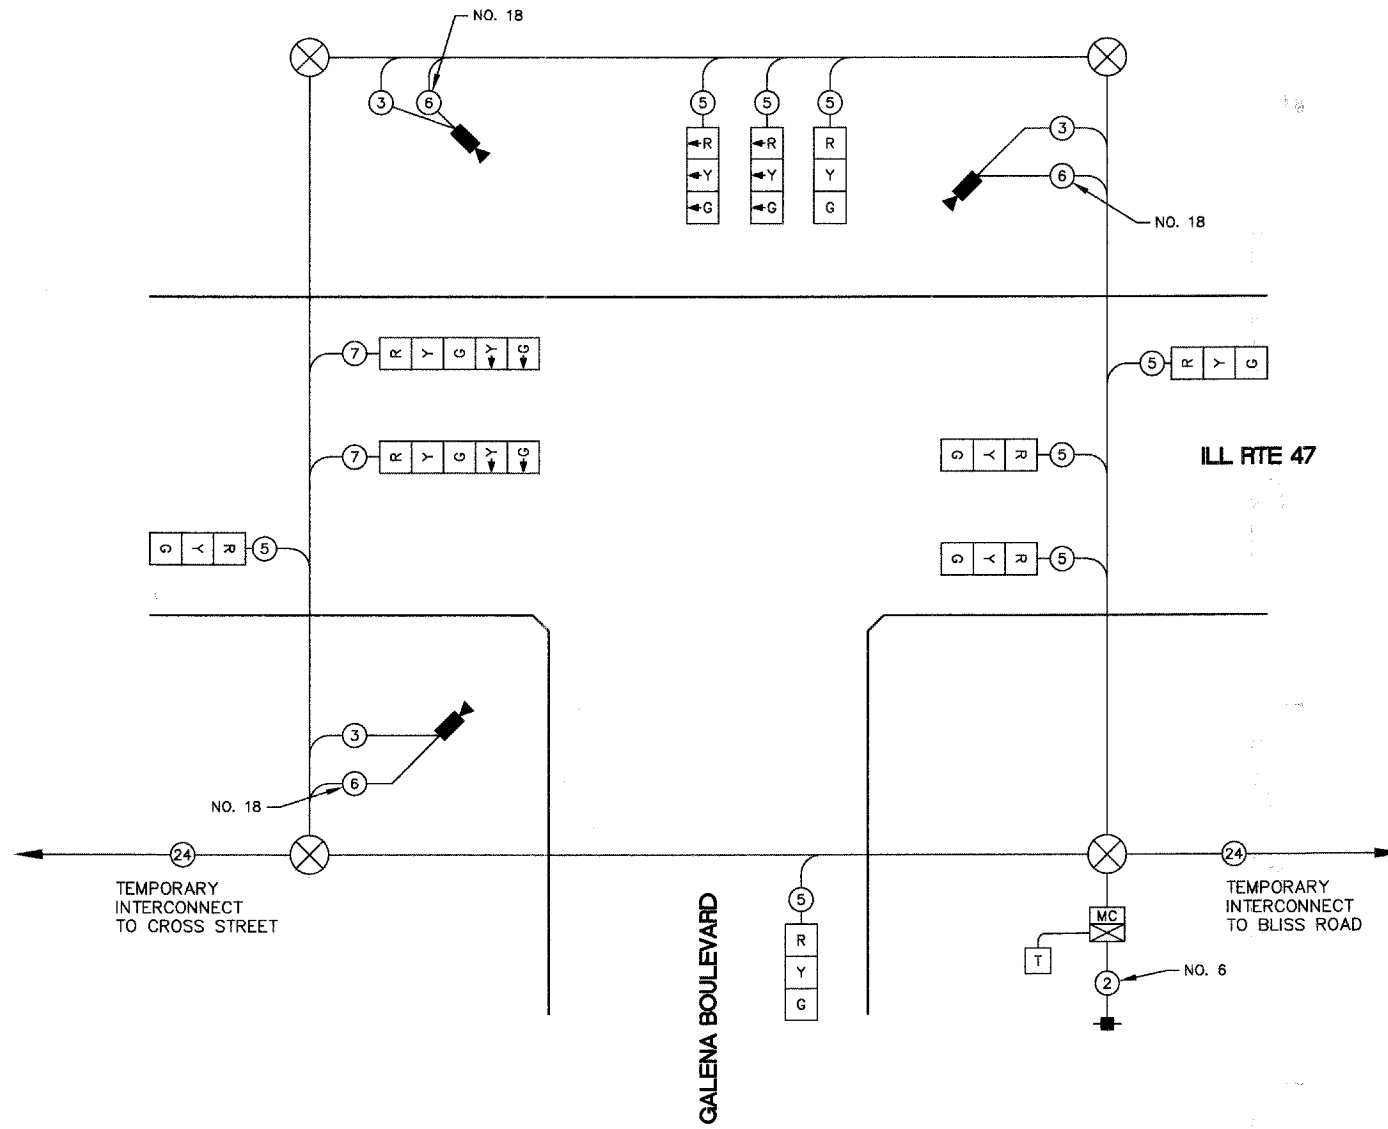 NO. 18
3
6
5
5
5
R
Y
G
R
Y
G
R
Y
G
3
6
NO. 18
7
R Y G Y G
5
R Y G
7
R Y G Y G
G Y R
5
ILL RTE 47
G Y R
5
G Y R
5
3
6
NO. 18
24
TEMPORARY
INTERCONNECT
TO CROSS STREET
GALENA BOULEVARD
5
R
Y
G
24
TEMPORARY
INTERCONNECT
TO BLISS ROAD
MC
T
2
NO. 6